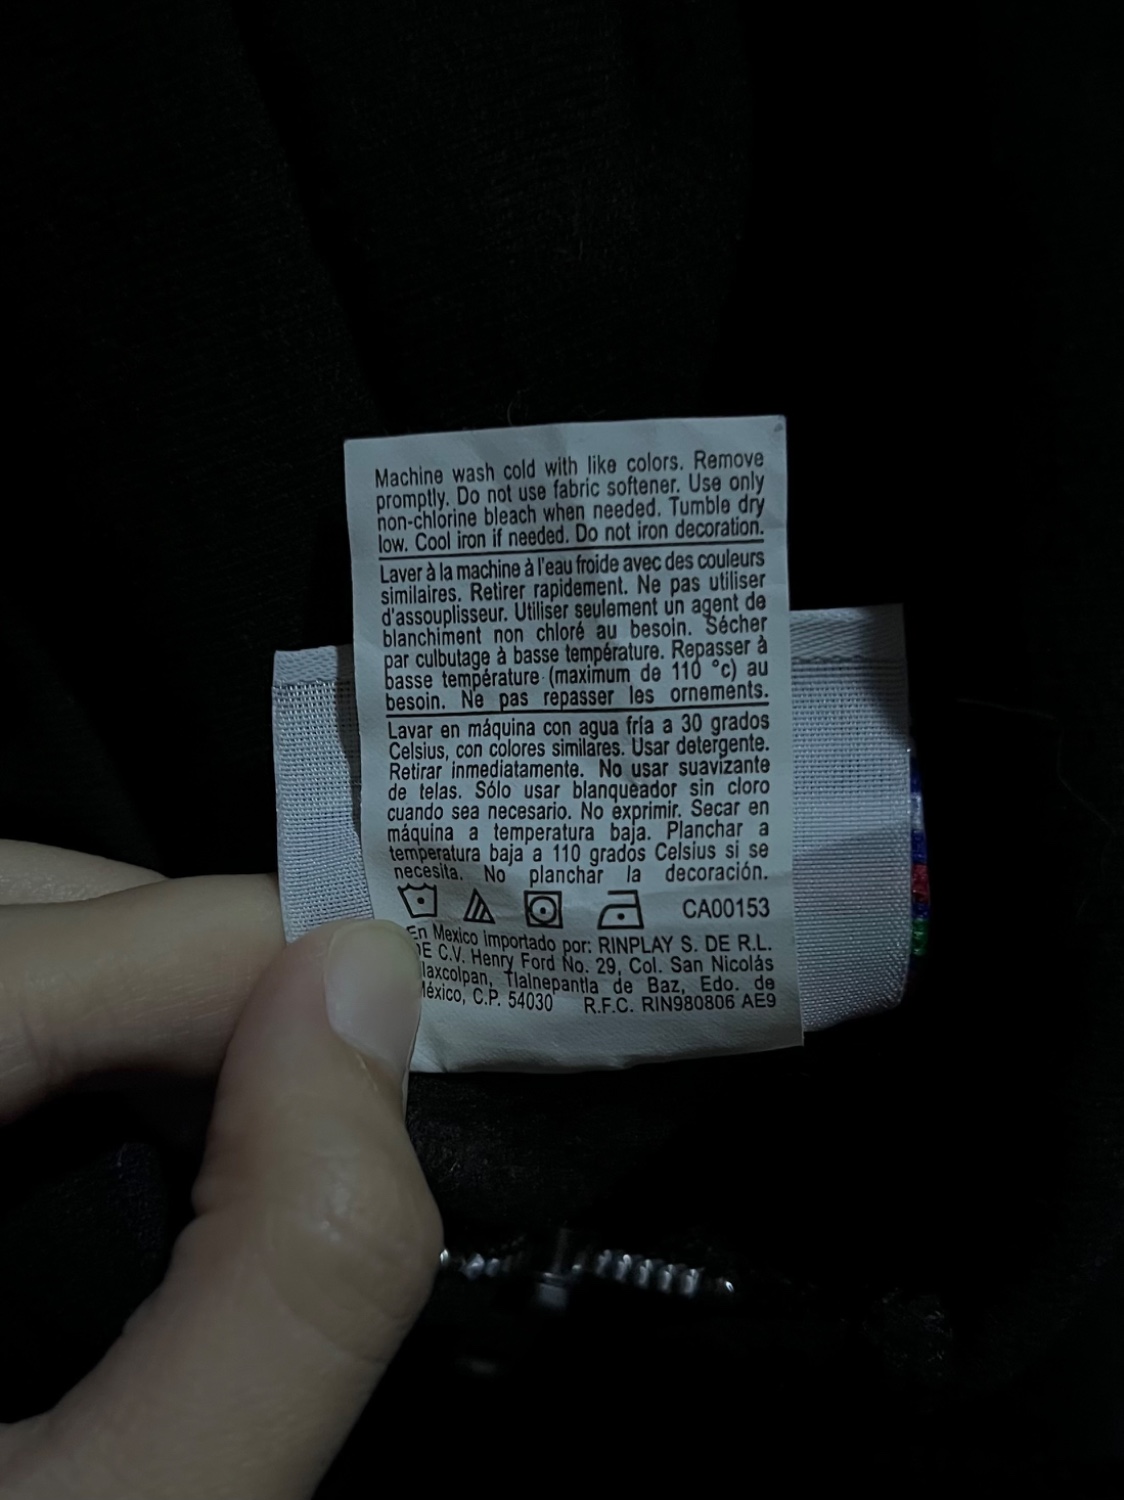 Machine wash cold with like colors. Remove
promptly. Do not use fabric softener. Use only
non-chlorine bleach when needed. Tumble dry
low. Cool iron if needed. Do not iron decoration.
Laver à la machine à l'eau froide avec des couleurs
similaires. Retirer rapidement. Ne pas utiliser
d'assouplisseur. Utiliser seulement un agent de
blanchiment non chloré au besoin. Sécher
par culbutage à basse température. Repasser à
basse température (maximum de 110 °c) au
besoin. Ne pas repasser les ornements.
Lavar en máquina con agua fría a 30 grados
Celsius, con colores similares. Usar detergente.
Retirar inmediatamente. No usar suavizante
de telas. Sólo usar blanqueador sin cloro
cuando sea necesario. No exprimir. Secar en
máquina a temperatura baja. Planchar a
temperatura baja a 110 grados Celsius si se
necesita. No planchar la decoración.
CA00153
En Mexico importado por: RINPLAY S. DE R.L.
DE C.V. Henry Ford No. 29, Col. San Nicolás
laxcolpan, Tlalnepantla de Baz, Edo. de
México, C.P. 54030 R.F.C. RIN980806 AE9